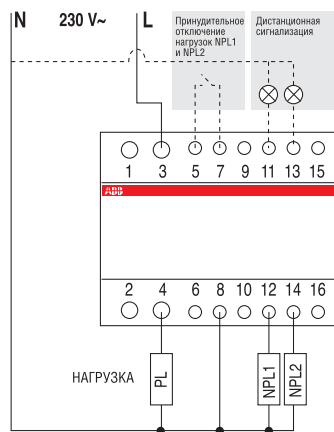 N 230 V~ L
Принудительное
отключение
нагрузок NPL1
и NPL2
Дистанционная
сигнализация
1 3 5 7 9 11 13 15
ABB
2 4 6 8 10 12 14 16
НАГРУЗКА PL NPL1 NPL2